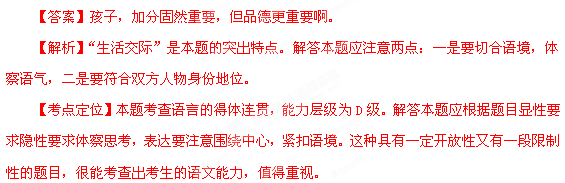 【答案】孩子，加分固然重要，但品德更重要啊。
【解析】“生活交际”是本题的突出特点。解答本题应注意两点：一是要切合语境，体
察语气，二是要符合双方人物身份地位。
【考点定位】本题考查语言的得体连贯，能力层级为 D 级。解答本题应根据题目显性要
求隐性要求体察思考，表达要注意围绕中心，紧扣语境。这种具有一定开放性又有一段限制
性的题目，很能考查出考生的语文能力，值得重视。